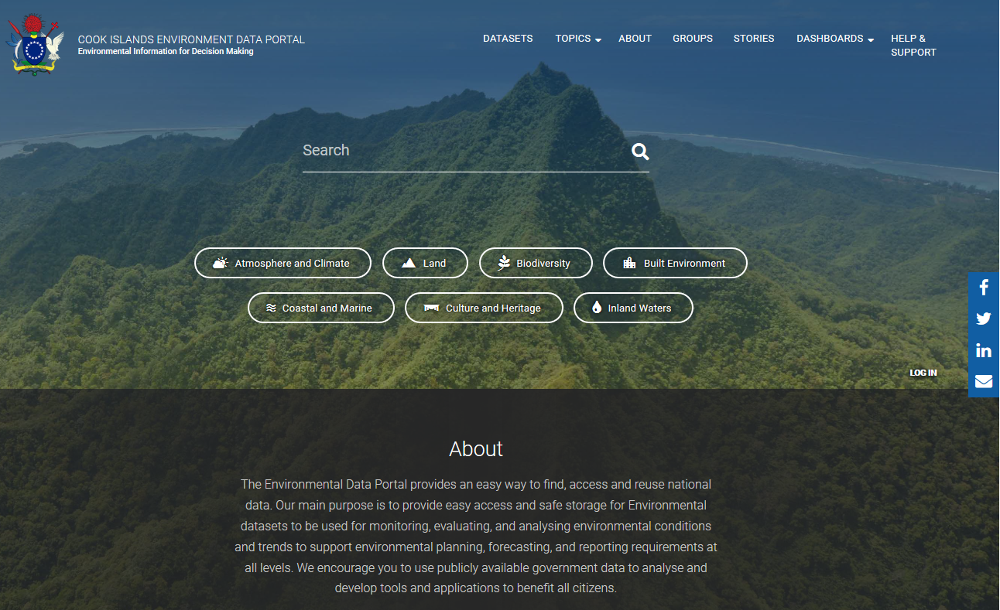 COOK ISLANDS ENVIRONMENT DATA PORTAL
Environmental Information for Decision Making
DATASETS
TOPICS
ABOUT
GROUPS
STORIES
DASHBOARDS
HELP &
SUPPORT
COOK ISLANDS
Search
Atmosphere and Climate
Land
Biodiversity
Built Environment
Coastal and Marine
Culture and Heritage
Inland Waters
LOG IN
About
The Environmental Data Portal provides an easy way to find, access and reuse national
data. Our main purpose is to provide easy access and safe storage for Environmental
datasets to be used for monitoring, evaluating, and analysing environmental conditions
and trends to support environmental planning, forecasting, and reporting requirements at
all levels. We encourage you to use publicly available government data to analyse and
develop tools and applications to benefit all citizens.